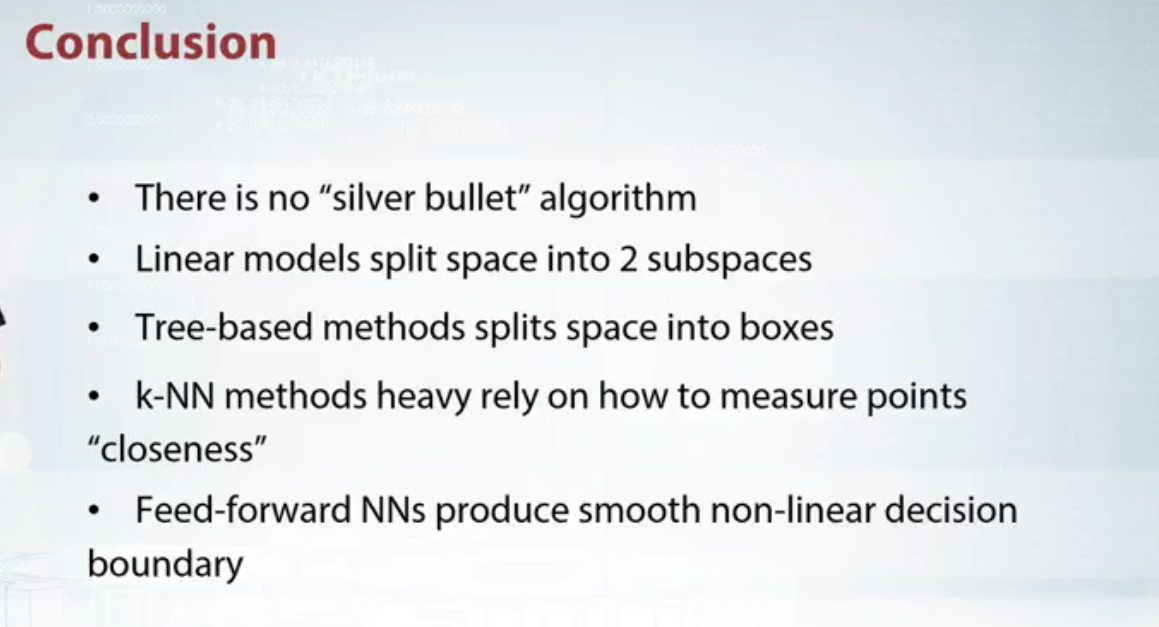 Conclusion
• There is no “silver bullet” algorithm
• Linear models split space into 2 subspaces
• Tree-based methods splits space into boxes
• k-NN methods heavy rely on how to measure points
“closeness”
• Feed-forward NNs produce smooth non-linear decision
boundary